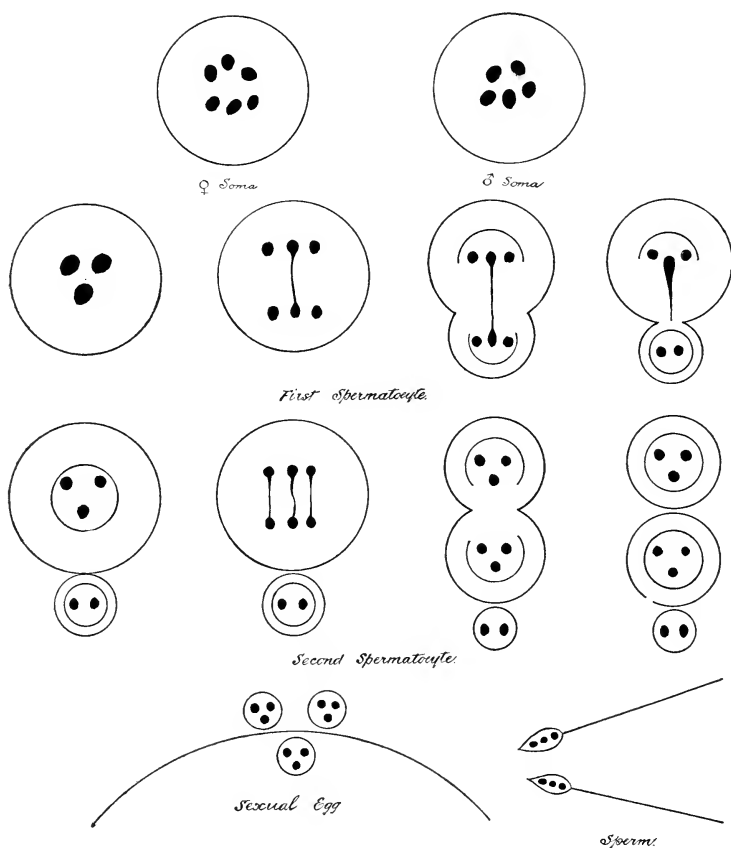 ♀ Soma
♂ Soma
First Spermatocyte.
Second Spermatocyte.
Sexual Egg
Sperm.